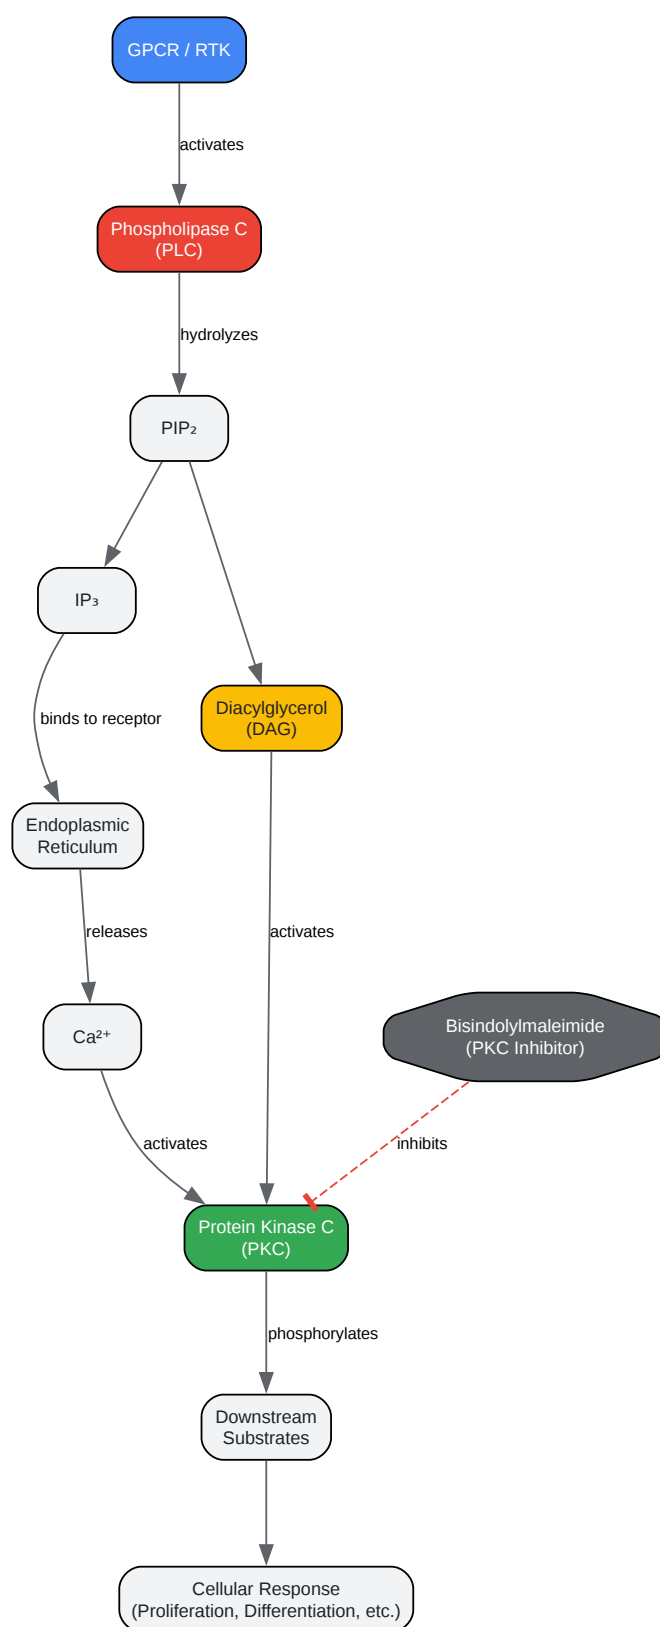 GPCR / RTK
activates
Phospholipase C
(PLC)
hydrolyzes
PIP₂
IP₃
binds to receptor
Diacylglycerol
(DAG)
Endoplasmic
Reticulum
releases
activates
Ca²⁺
Bisindolylmaleimide
(PKC Inhibitor)
activates
inhibits
Protein Kinase C
(PKC)
phosphorylates
Downstream
Substrates
Cellular Response
(Proliferation, Differentiation, etc.)